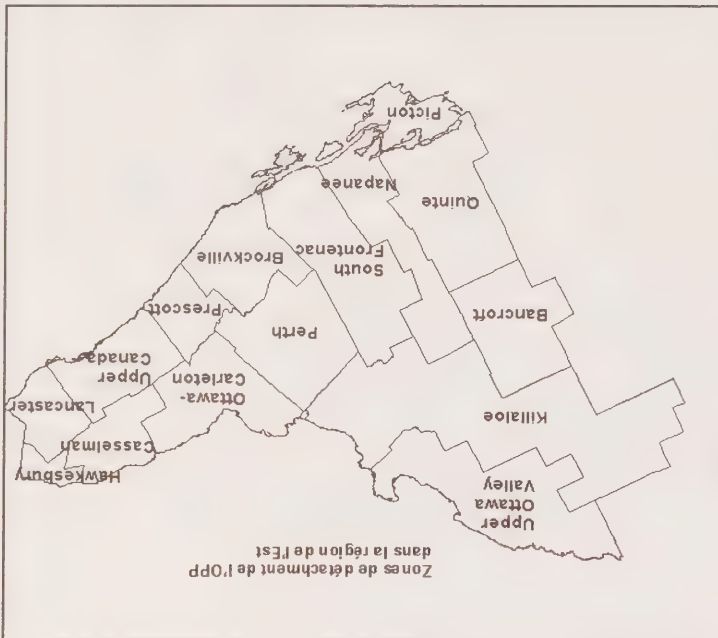 Zones de détachment de l'OPP
dans la région de l'Est
Upper
Ottawa
Valley
Hawkesbury
Killaloe
Casselman
Lancaster
Ottawa-
Carleton
Upper
Canada
Perth
Prescott
Bancroft
South
Frontenac
Brockville
Quinte
Napanee
Picton